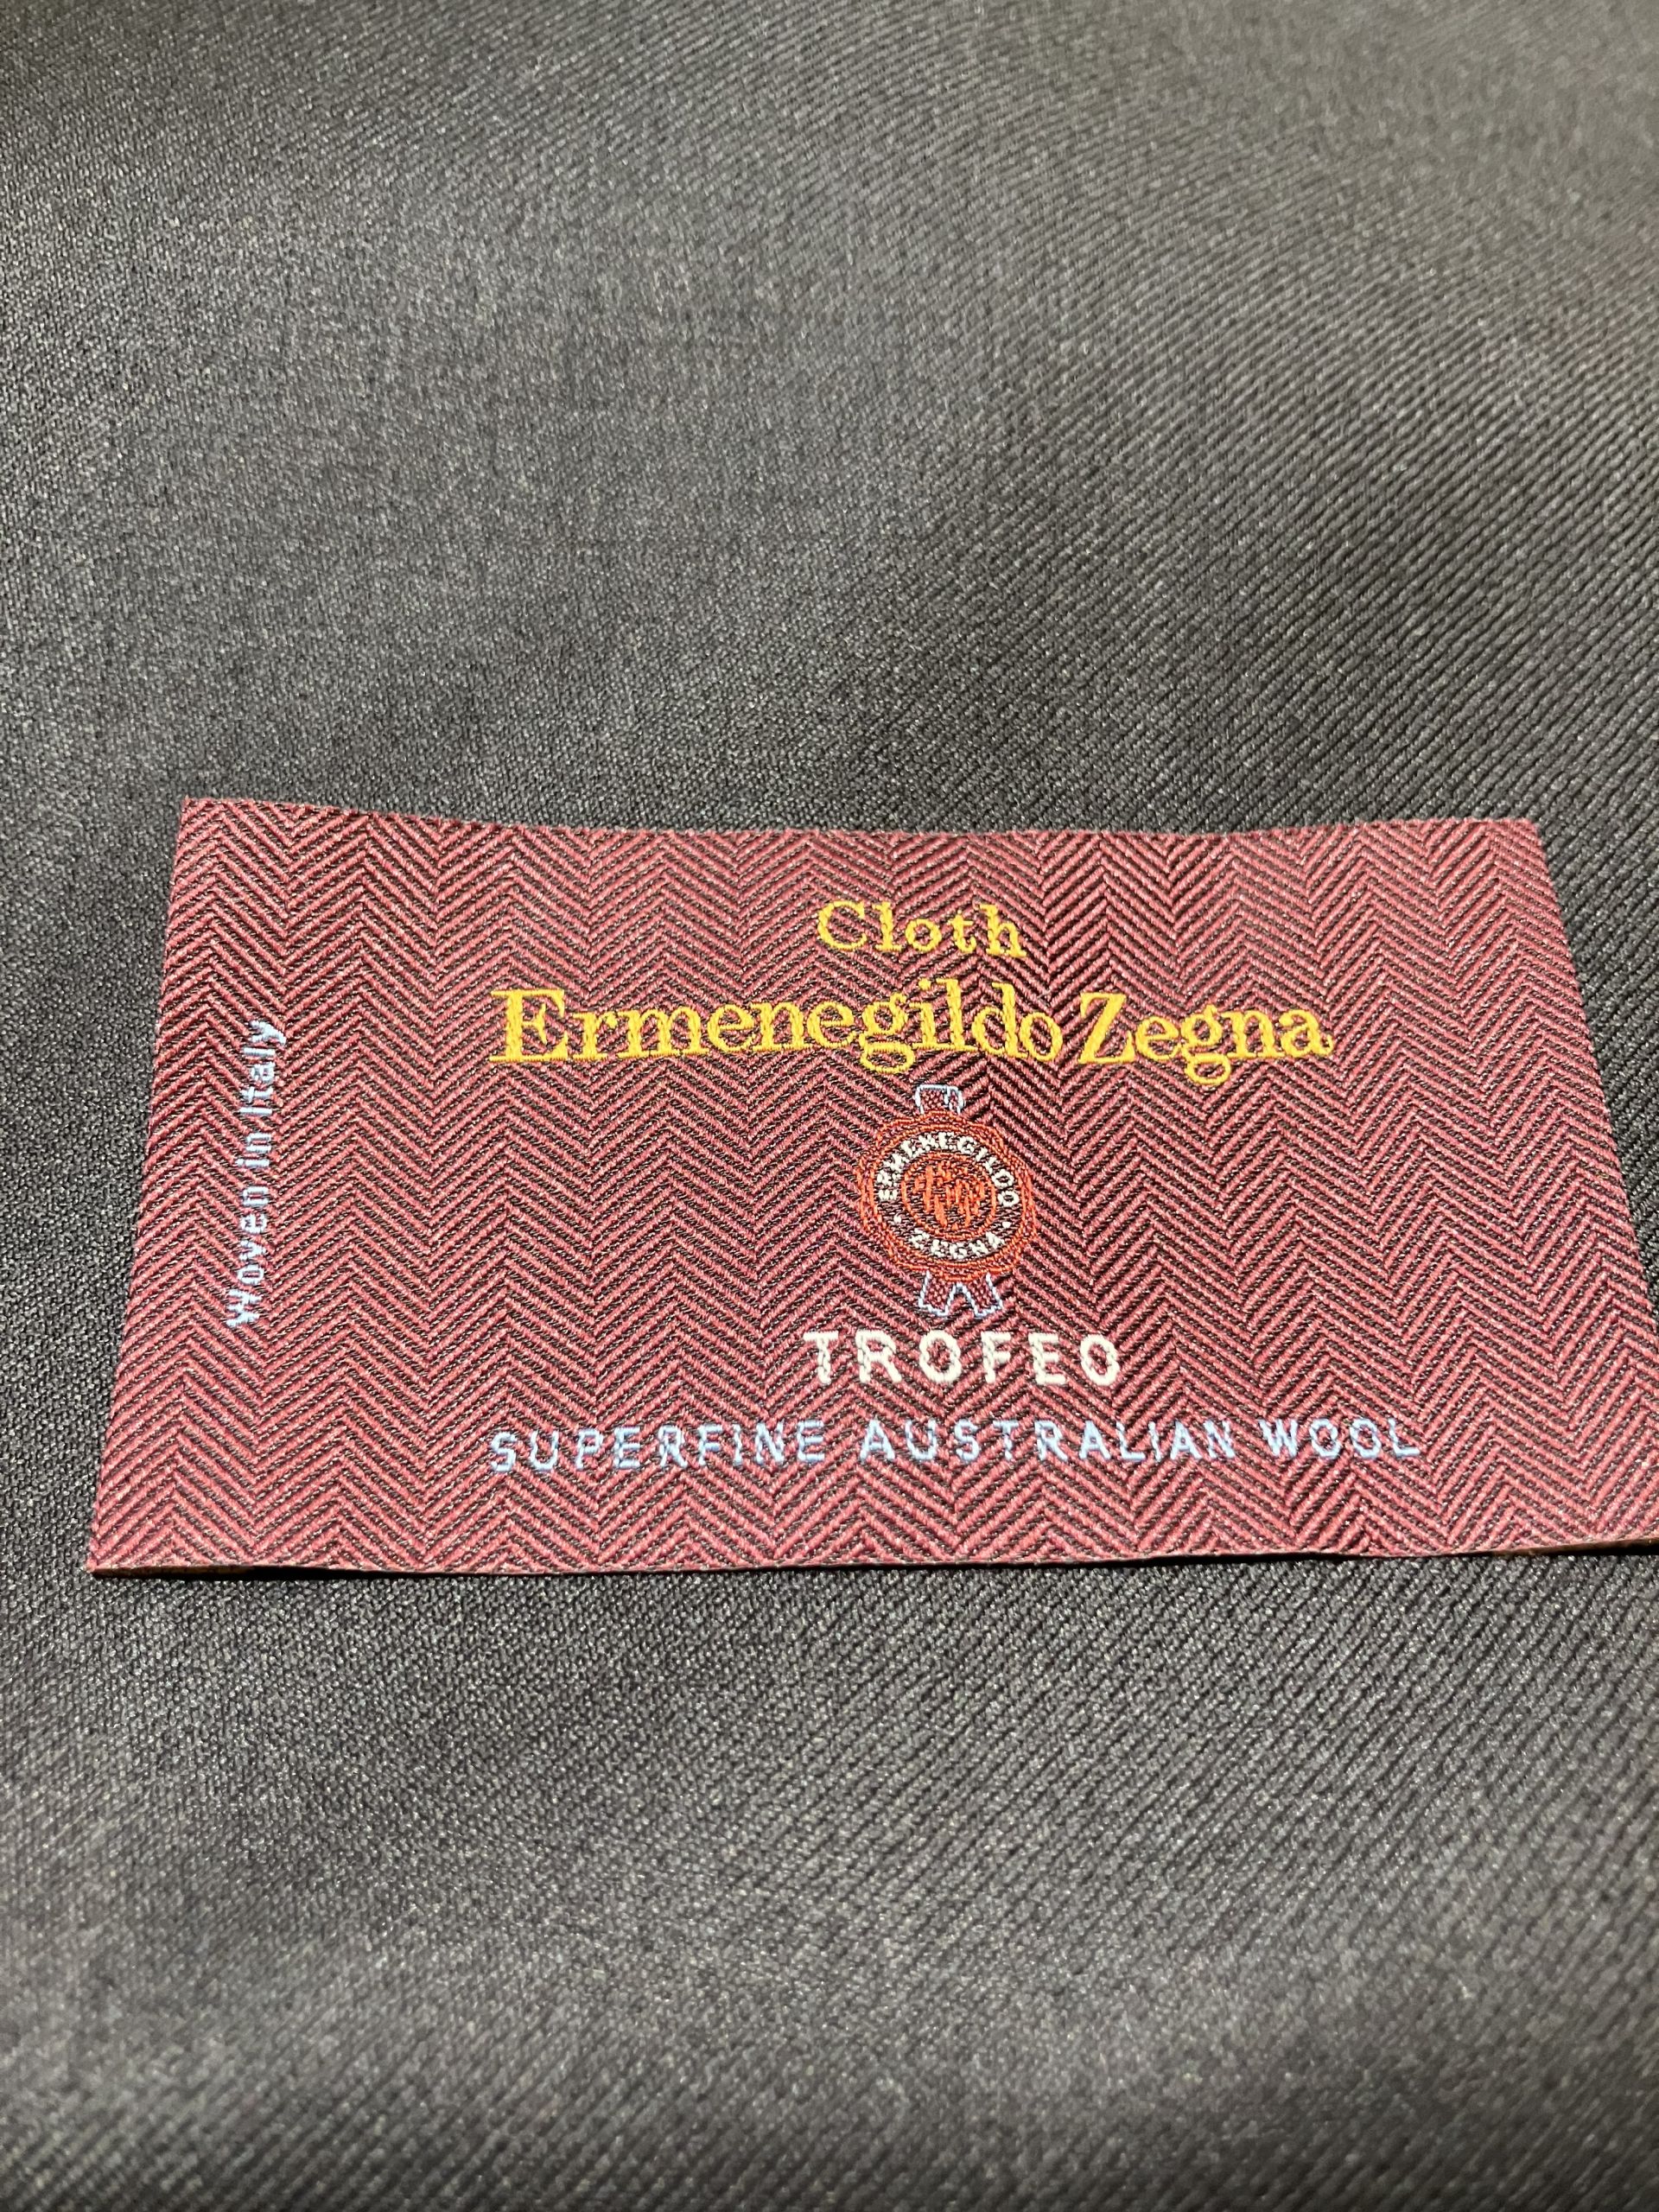 Cloth
Ermenegildo Zegna
ERMENEGILDO
ZEGNA
TROFEO
SUPERFINE AUSTRALIAN WOOL
Woven in Italy